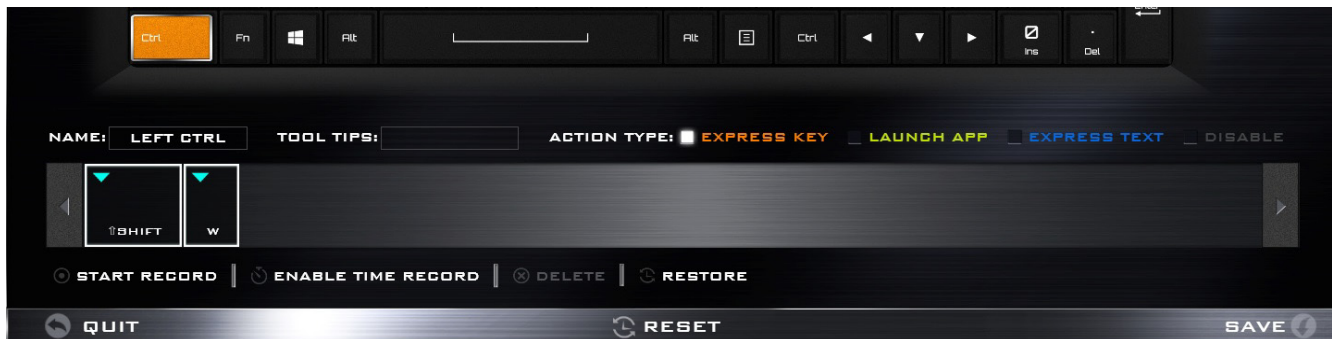 Enter
Ctrl Fn Alt Alt Ctrl Ins . Del
NAME: LEFT CTRL TOOL TIPS: ACTION TYPE: EXPRESS KEY LAUNCH APP EXPRESS TEXT DISABLE
⇧SHIFT W
START RECORD ENABLE TIME RECORD DELETE RESTORE
QUIT RESET SAVE